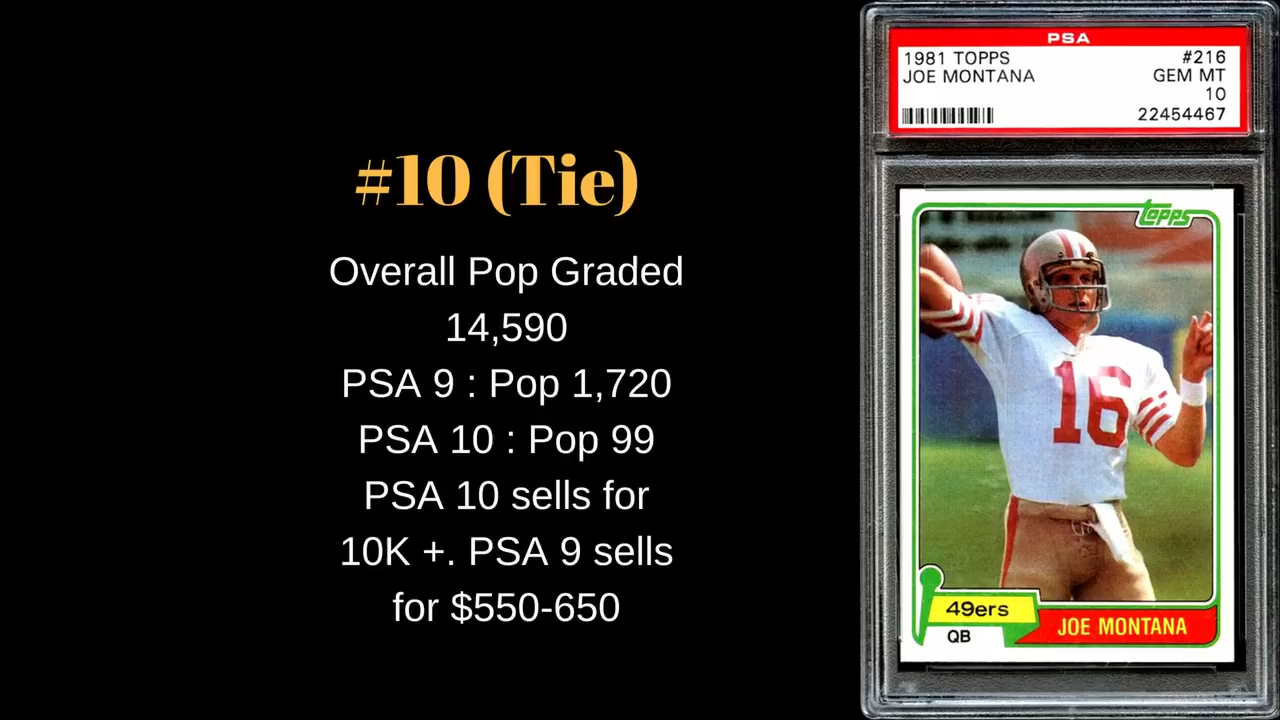 #10 (Tie)
Overall Pop Graded
14,590
PSA 9 : Pop 1,720
PSA 10 : Pop 99
PSA 10 sells for
10K +. PSA 9 sells
for $550-650
PSA
1981 TOPPS #216
JOE MONTANA GEM MT
10
22454467
topps
16
49ers
QB
JOE MONTANA